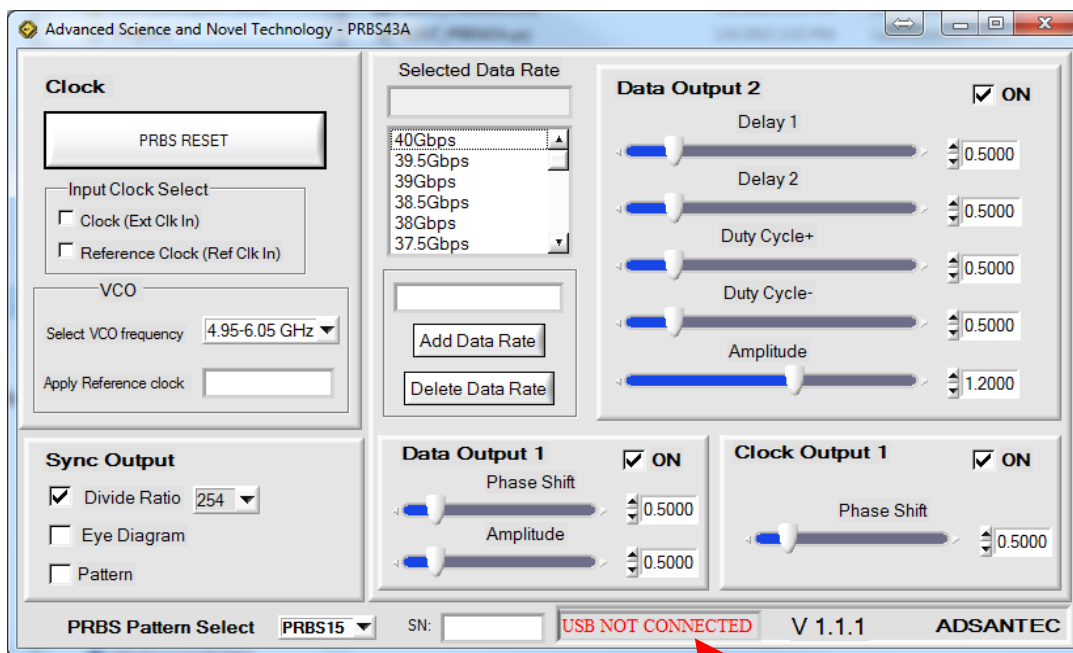 Advanced Science and Novel Technology - PRBS43A
Clock
PRBS RESET
Input Clock Select
Clock (Ext Clk In)
Reference Clock (Ref Clk In)
VCO
Select VCO frequency 4.95-6.05 GHz
Apply Reference clock
Selected Data Rate
40Gbps
39.5Gbps
39Gbps
38.5Gbps
38Gbps
37.5Gbps
Add Data Rate
Delete Data Rate
Data Output 2
ON
Delay 1
0.5000
Delay 2
0.5000
Duty Cycle+
0.5000
Duty Cycle-
0.5000
Amplitude
1.2000
Sync Output
Divide Ratio 254
Eye Diagram
Pattern
Data Output 1
ON
Phase Shift
0.5000
Amplitude
0.5000
Clock Output 1
ON
Phase Shift
0.5000
PRBS Pattern Select PRBS15 SN: USB NOT CONNECTED V 1.1.1 ADSANTEC